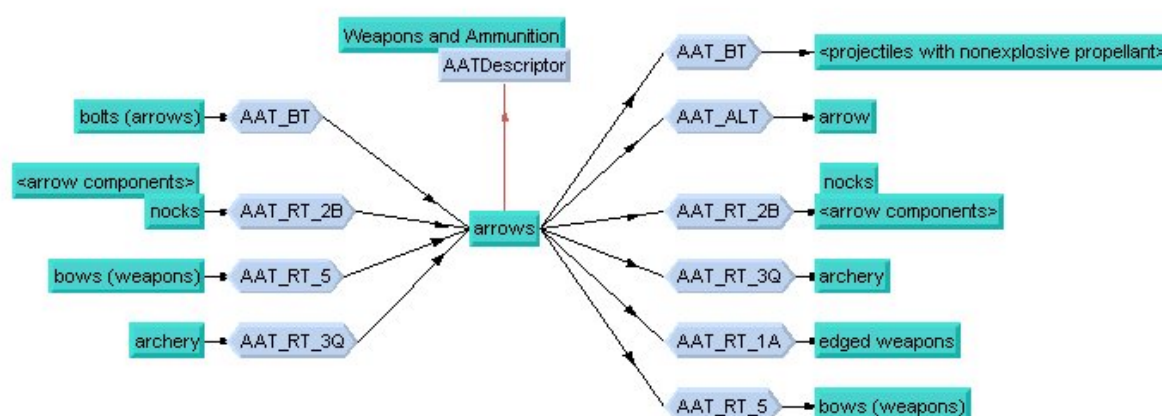 Weapons and Ammunition
AATDescriptor
AAT_BT
<projectiles with nonexplosive propellant>
bolts (arrows)
AAT_BT
AAT_ALT
arrow
<arrow components>
nocks
nocks
AAT_RT_2B
arrows
AAT_RT_2B
<arrow components>
bows (weapons)
AAT_RT_5
AAT_RT_3Q
archery
archery
AAT_RT_3Q
AAT_RT_1A
edged weapons
AAT_RT_5
bows (weapons)